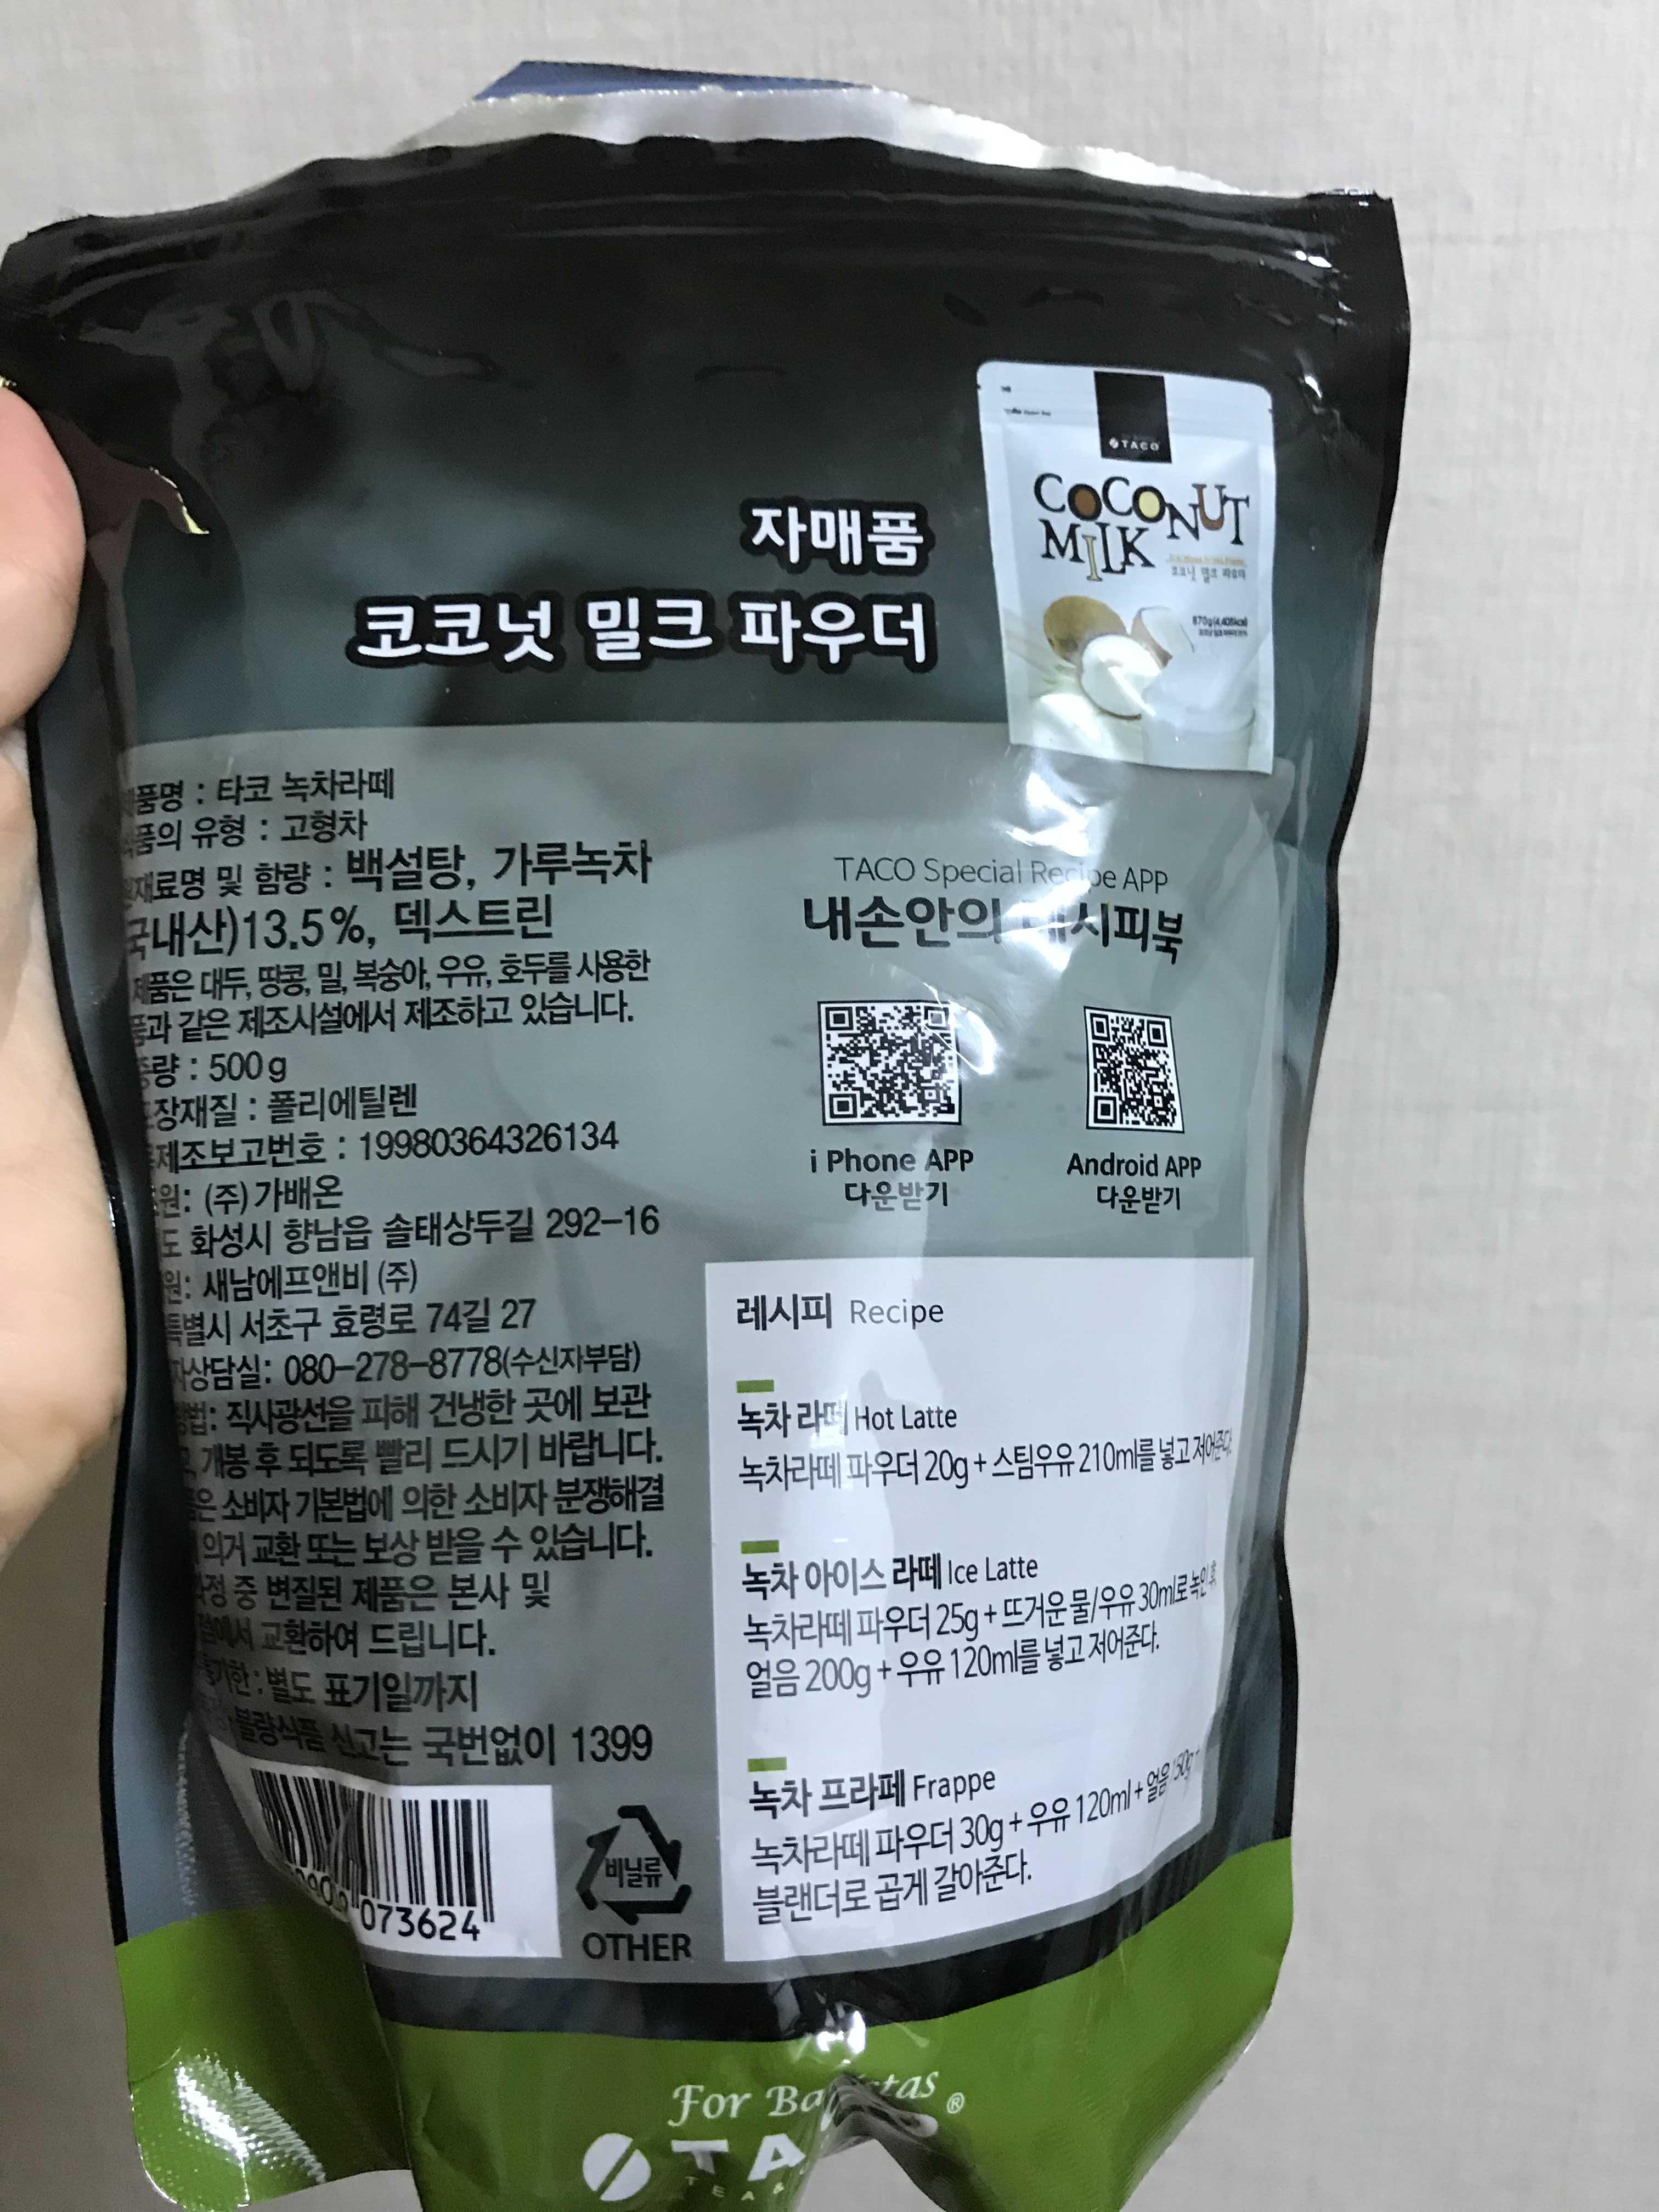 자매품
코코넛 밀크 파우더
TACO
COCONUT
MILK
코코넛 밀크 파우더
870g
품명 : 타코 녹차라떼
품의 유형 : 고형차
재료명 및 함량 : 백설탕, 가루녹차
국내산)13.5%, 덱스트린
제품은 대두, 땅콩, 밀, 복숭아, 우유, 호두를 사용한
품과 같은 제조시설에서 제조하고 있습니다.
량 : 500g
장재질 : 폴리에틸렌
제조보고번호 : 19980364326134
원: (주)가배온
도 화성시 향남읍 솔태상두길 292-16
원: 새남에프앤비 (주)
특별시 서초구 효령로 74길 27
자상담실: 080-278-8778(수신자부담)
법: 직사광선을 피해 건냉한 곳에 보관
개봉 후 되도록 빨리 드시기 바랍니다.
은 소비자 기본법에 의한 소비자 분쟁해결
의거 교환 또는 보상 받을 수 있습니다.
정 중 변질된 제품은 본사 및
에서 교환하여 드립니다.
기한 : 별도 표기일까지
불량식품 신고는 국번없이 1399
073624
비닐류
OTHER
TACO Special Recipe APP
내손안의 레시피북
i Phone APP
다운받기
Android APP
다운받기
레시피 Recipe
녹차 라떼 Hot Latte
녹차라떼 파우더 20g + 스팀우유 210ml를 넣고 저어준다.
녹차 아이스 라떼 Ice Latte
녹차라떼 파우더 25g + 뜨거운 물/우유 30ml로 녹인 후
얼음 200g + 우유 120ml를 넣고 저어준다.
녹차 프라페 Frappe
녹차라떼 파우더 30g + 우유 120ml + 얼음
블랜더로 곱게 갈아준다.
For Baristas ®
TA
TEA &